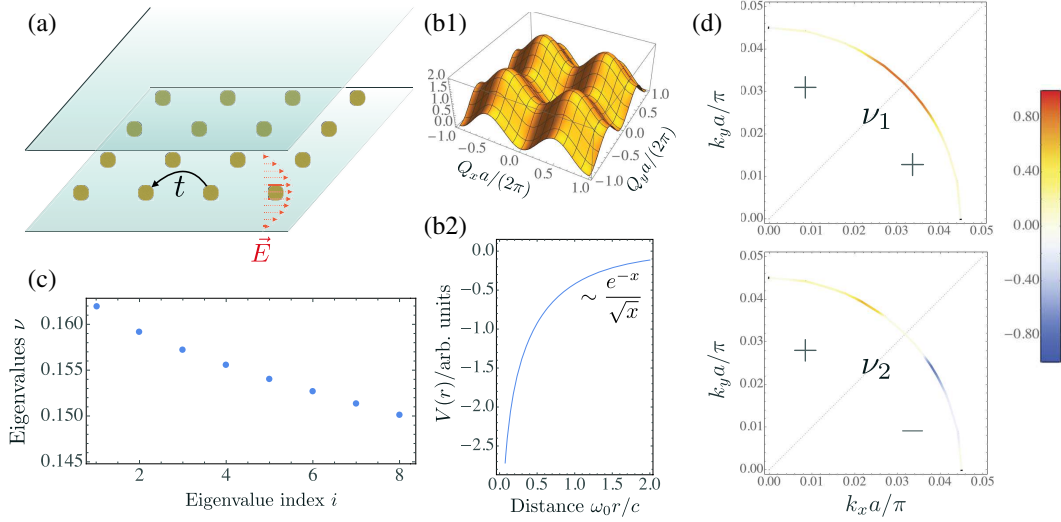 (a)
t
\vec{E}
(b1)
2.0
1.5
1.0
0.5
0.0
-1.0
-0.5
0.0
0.5
1.0
Q_x a/(2π)
1.0
0.5
0.0
-0.5
-1.0
Q_y a/(2π)
(b2)
0.0
-0.5
-1.0
-1.5
-2.0
-2.5
V(r)/arb. units
~ e^{-x}/√x
0.0 0.5 1.0 1.5 2.0
Distance ω_0 r/c
(c)
0.160
0.155
0.150
0.145
Eigenvalues ν
2 4 6 8
Eigenvalue index i
(d)
0.05
0.04
0.03
0.02
0.01
0.00
k_y a/π
+
ν_1
+
0.00 0.01 0.02 0.03 0.04 0.05
0.05
0.04
0.03
0.02
0.01
0.00
k_y a/π
+
ν_2
−
0.00 0.01 0.02 0.03 0.04 0.05
k_x a/π
0.80
0.40
0.00
-0.40
-0.80